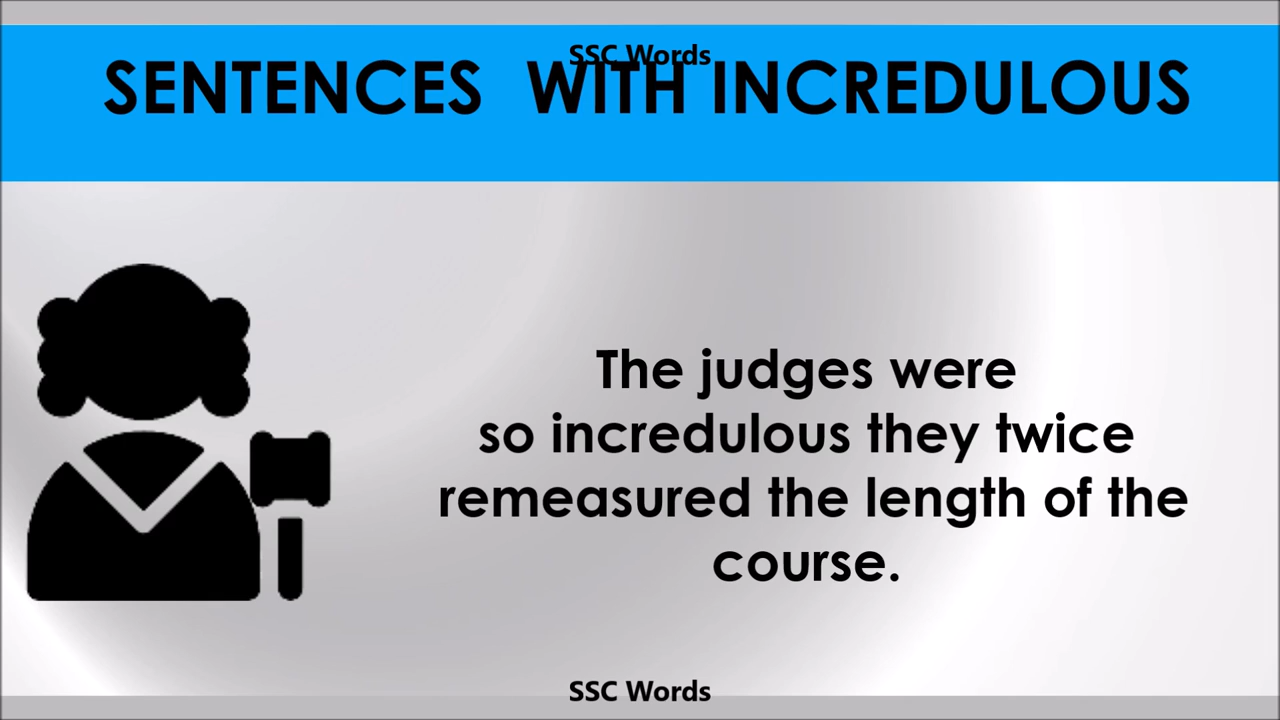 SSC Words
SENTENCES WITH INCREDULOUS
The judges were
so incredulous they twice
remeasured the length of the
course.
SSC Words